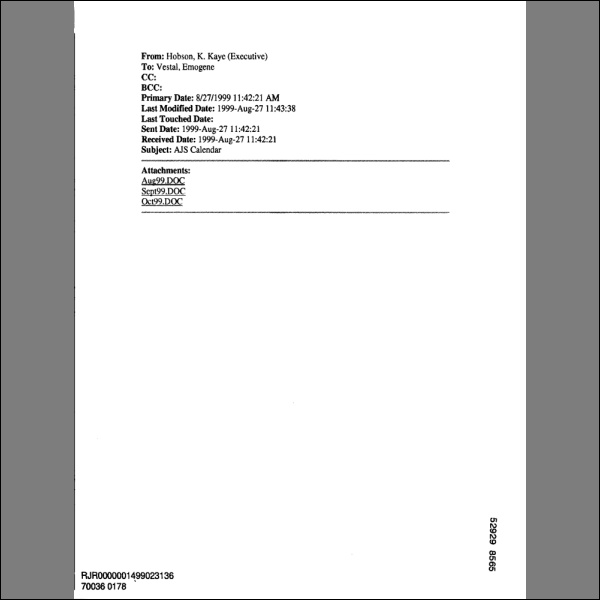 From: Hobson, K. Kaye (Executive)
To: Vestal, Emogene
CC:
BCC:
Primary Date: 8/27/1999 11:42:21 AM
Last Modified Date: 1999-Aug-27 11:43:38
Last Touched Date:
Sent Date: 1999-Aug-27 11:42:21
Received Date: 1999-Aug-27 11:42:21
Subject: AJS Calendar
Attachments:
Aug99.DOC
Sept99.DOC
Oct99.DOC
52929 8565
RJR0000001499023136
70036 0178